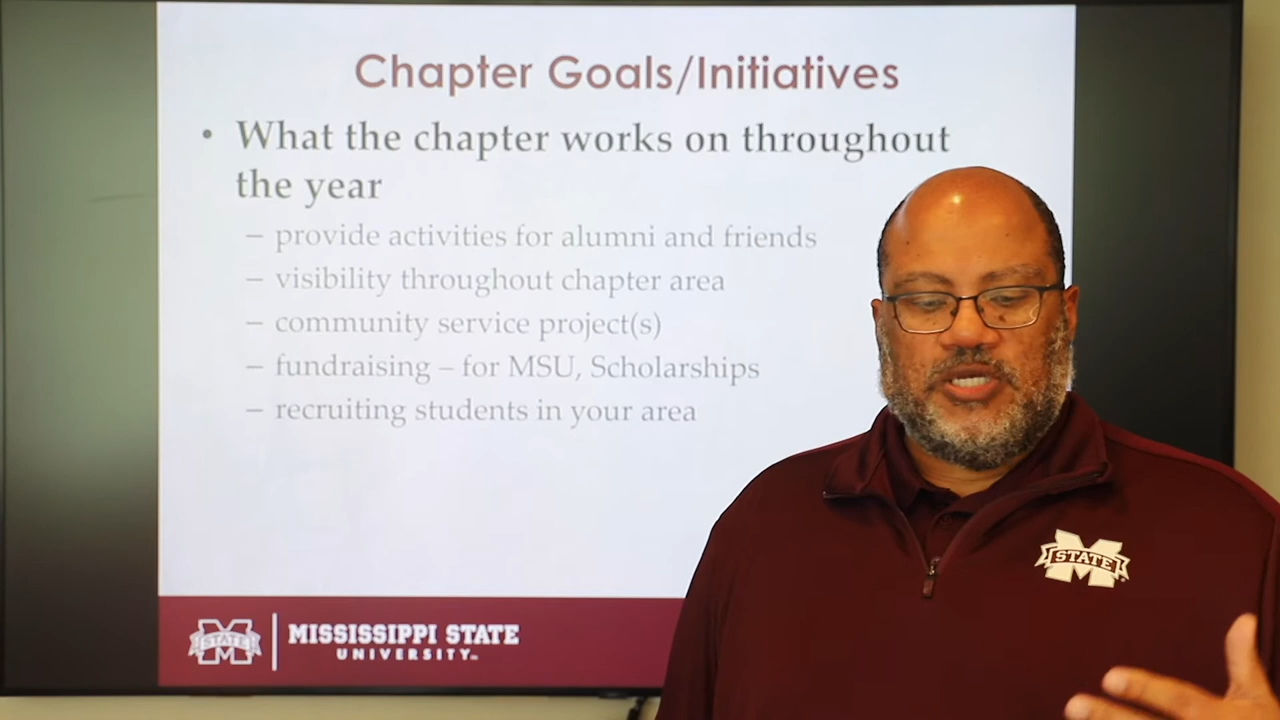 Chapter Goals/Initiatives
• What the chapter works on throughout
the year
– provide activities for alumni and friends
– visibility throughout chapter area
– community service project(s)
– fundraising – for MSU, Scholarships
– recruiting students in your area
STATE
STATE
MISSISSIPPI STATE
UNIVERSITY™